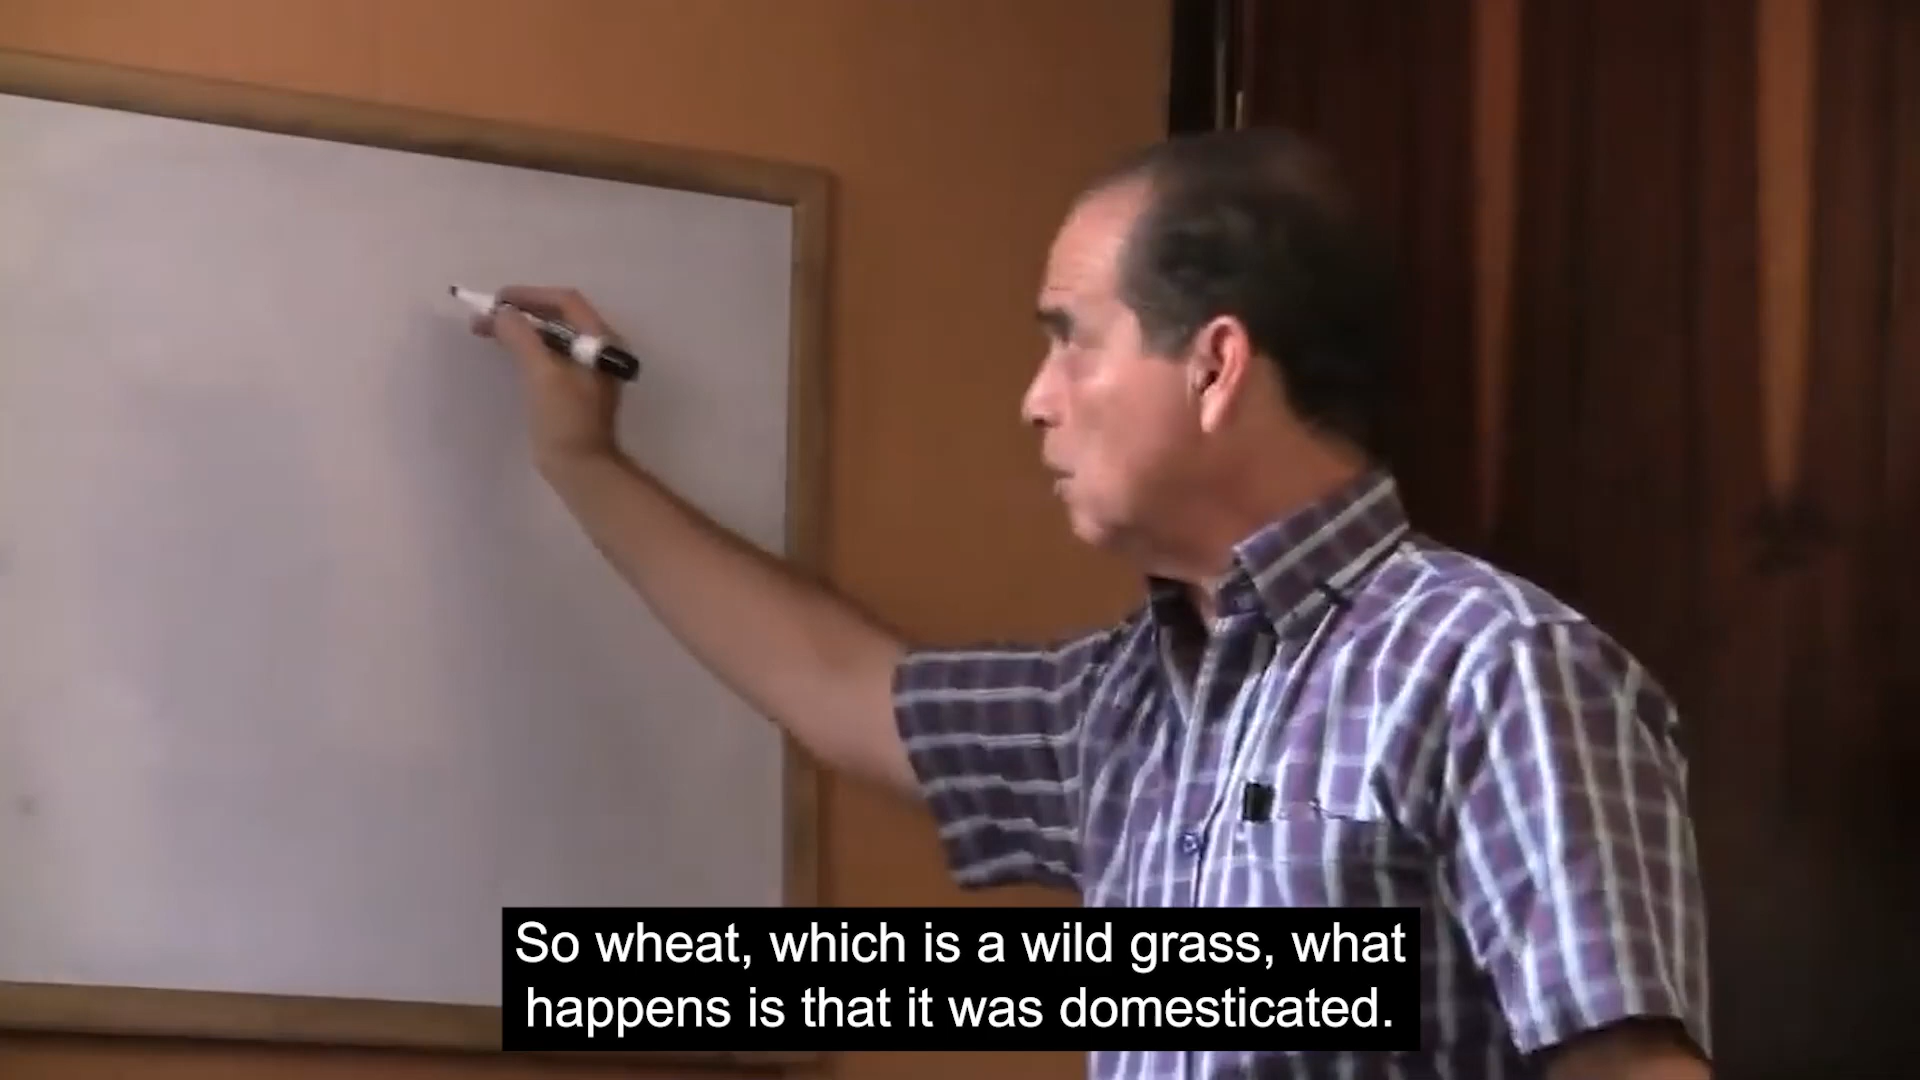 So wheat, which is a wild grass, what
happens is that it was domesticated.